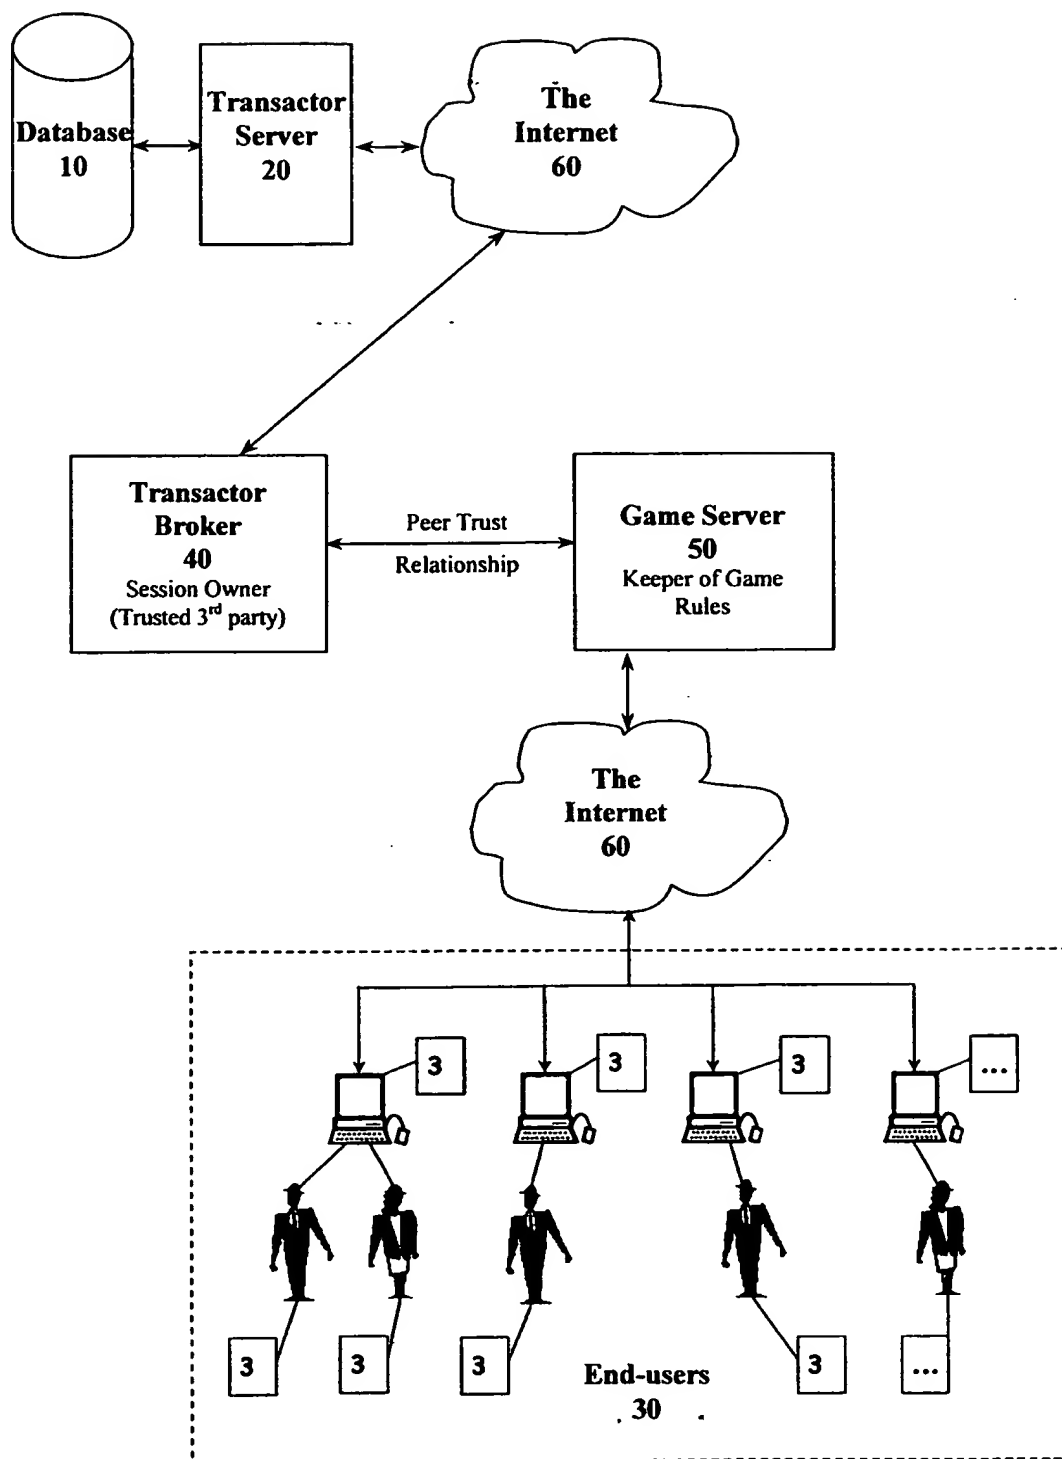 Database
10
Transactor
Server
20
The
Internet
60
Transactor
Broker
40
Session Owner
(Trusted 3rd party)
Peer Trust
Relationship
Game Server
50
Keeper of Game
Rules
The
Internet
60
3
3
3
...
3
3
3
3
...
End-users
30